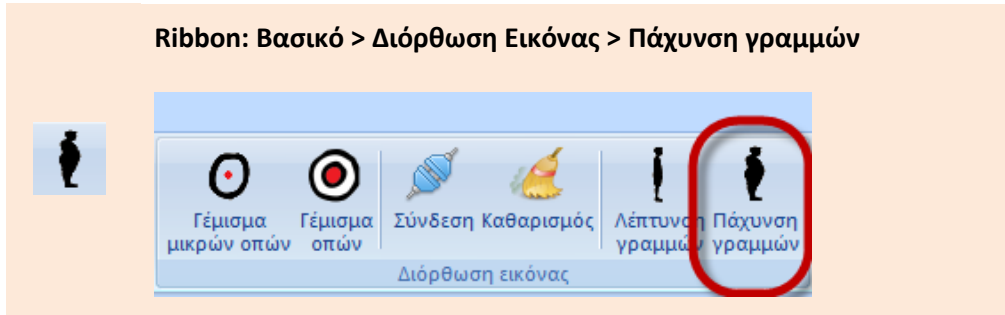 Ribbon: Βασικό > Διόρθωση Εικόνας > Πάχυνση γραμμών
Γέμισμα μικρών οπών
Γέμισμα οπών
Σύνδεση
Καθαρισμός
Λέπτυνση γραμμών
Πάχυνση γραμμών
Διόρθωση εικόνας